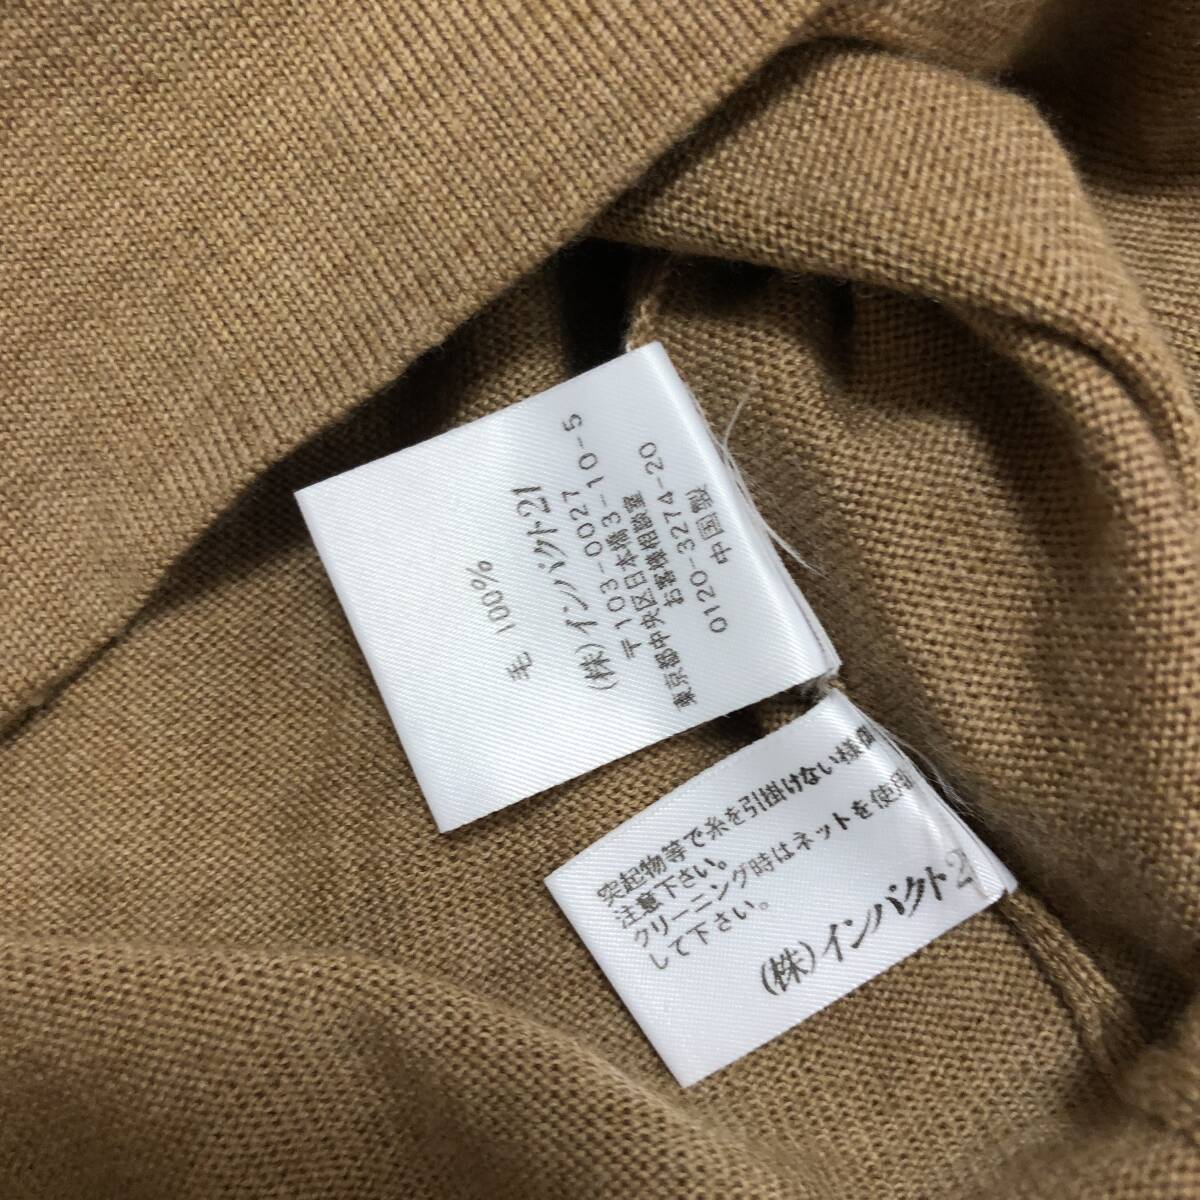 毛 100%
(株)インパクト21
〒103-0027
東京都中央区日本橋3-10-5
お客様相談室
0120-3274-20
中国製
突起物等で糸を引掛けない様御
注意下さい。
クリーニング時はネットを使用
して下さい。
(株)インパクト2